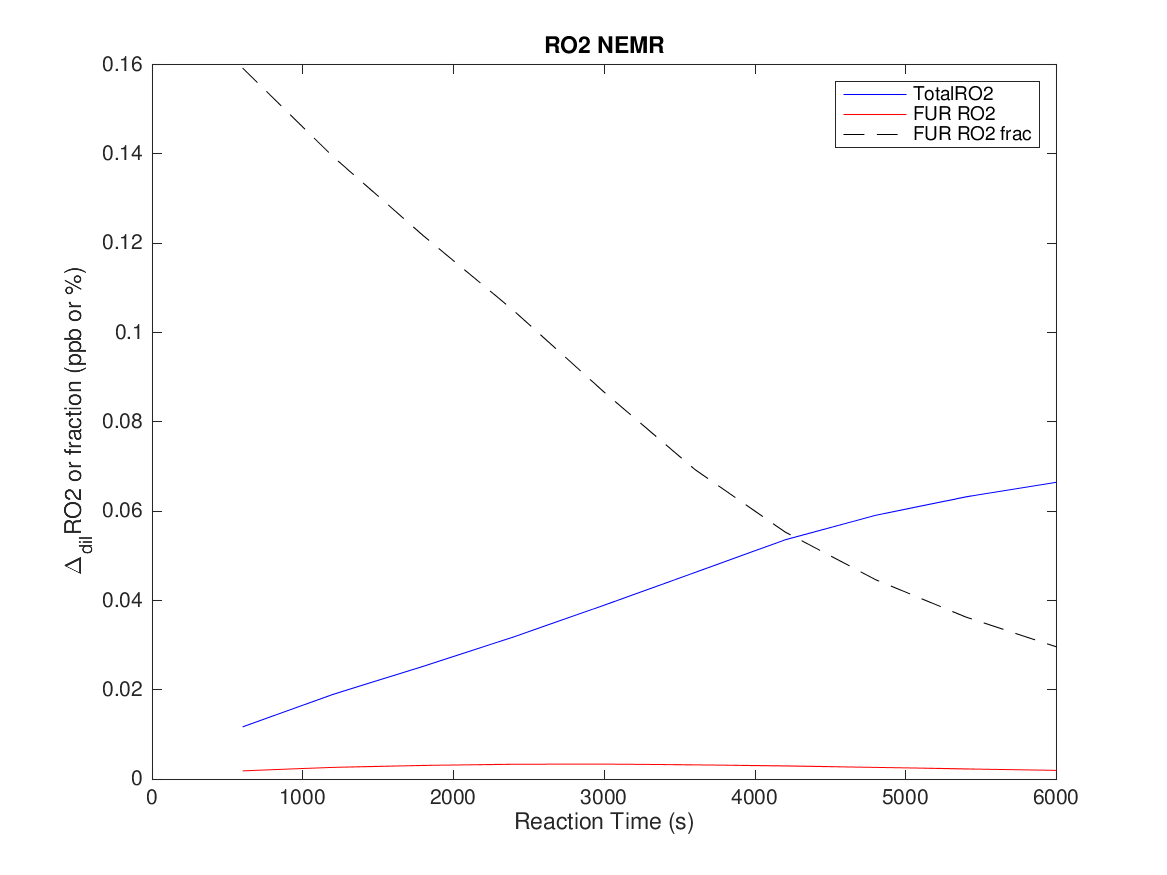 RO2 NEMR
TotalRO2
FUR RO2
FUR RO2 frac
0.16
0.14
0.12
0.1
0.08
0.06
0.04
0.02
0
Δdil RO2 or fraction (ppb or %)
0 1000 2000 3000 4000 5000 6000
Reaction Time (s)